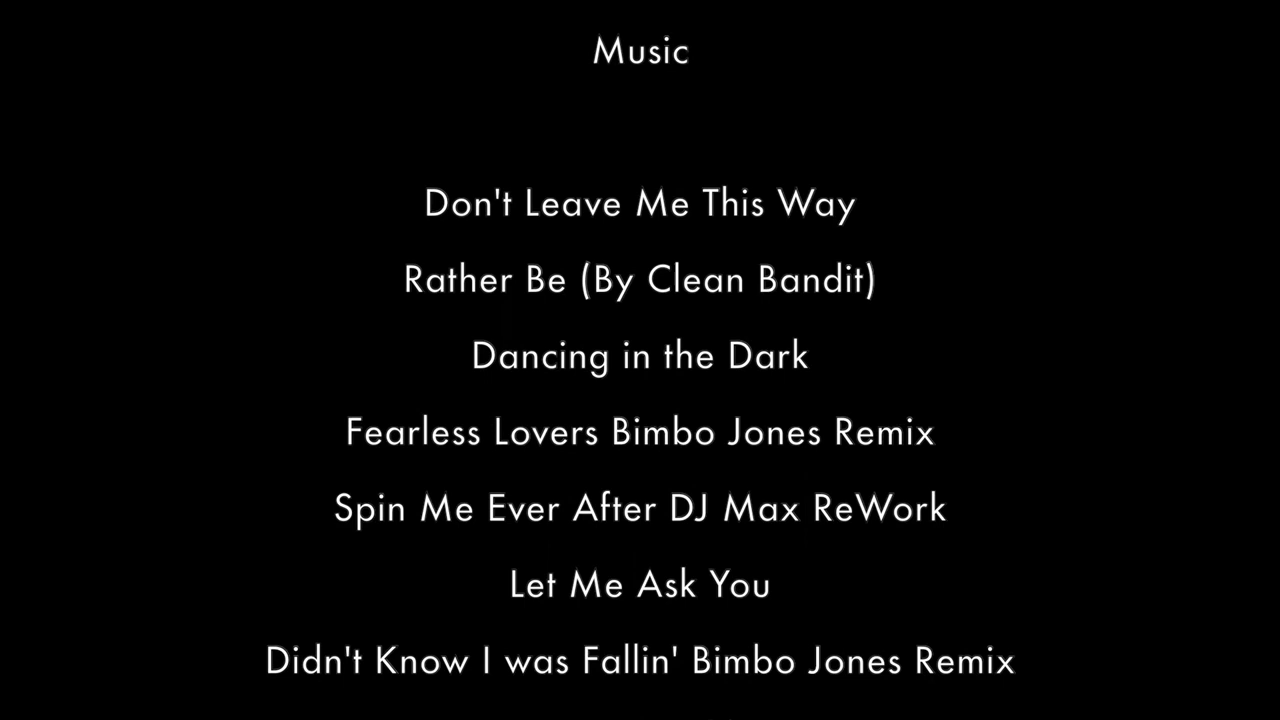 Music
Don't Leave Me This Way
Rather Be (By Clean Bandit)
Dancing in the Dark
Fearless Lovers Bimbo Jones Remix
Spin Me Ever After DJ Max ReWork
Let Me Ask You
Didn't Know I was Fallin' Bimbo Jones Remix